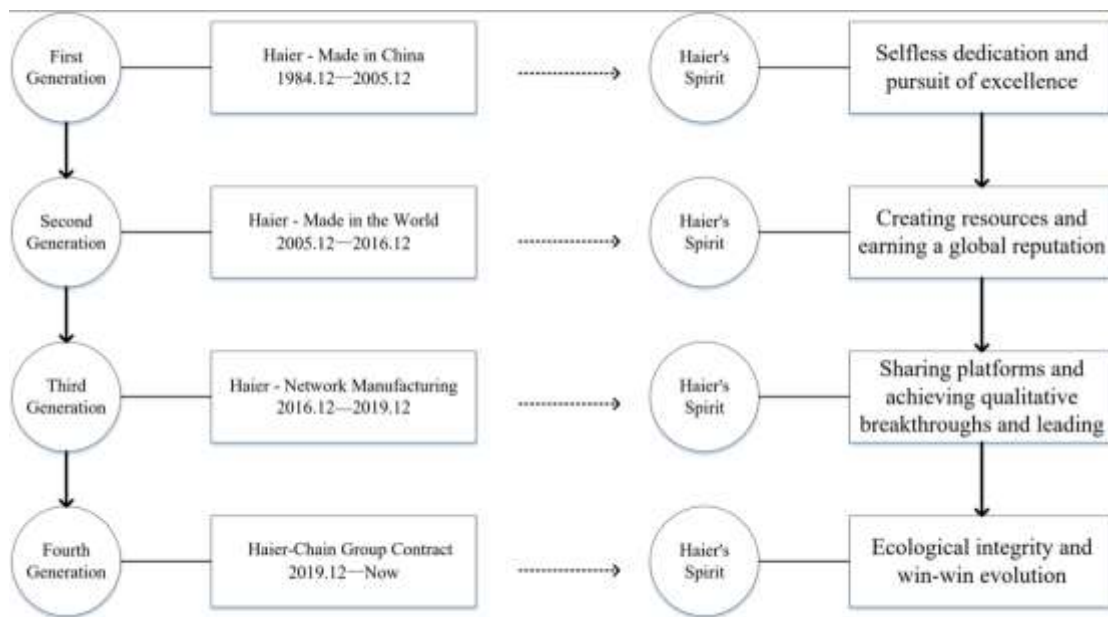 First
Generation
Haier - Made in China
1984.12—2005.12
Haier's
Spirit
Selfless dedication and
pursuit of excellence
Second
Generation
Haier - Made in the World
2005.12—2016.12
Haier's
Spirit
Creating resources and
earning a global reputation
Third
Generation
Haier - Network Manufacturing
2016.12—2019.12
Haier's
Spirit
Sharing platforms and
achieving qualitative
breakthroughs and leading
Fourth
Generation
Haier-Chain Group Contract
2019.12—Now
Haier's
Spirit
Ecological integrity and
win-win evolution